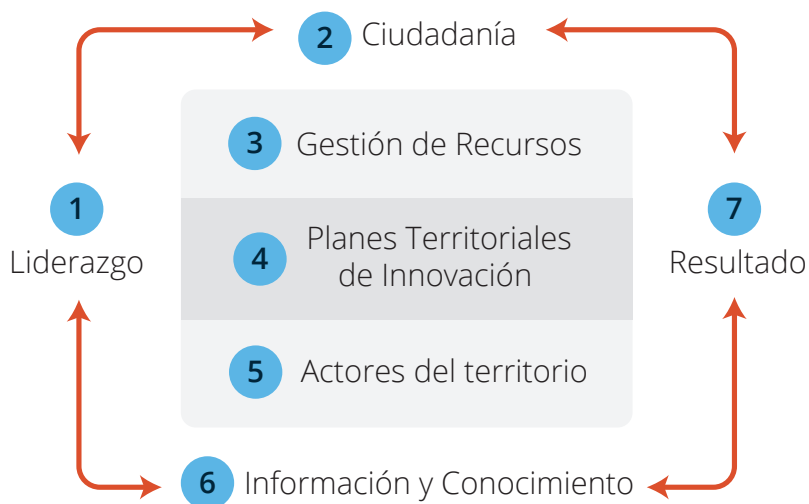 2 Ciudadanía
3 Gestión de Recursos
1
Liderazgo
4 Planes Territoriales
de Innovación
7
Resultado
5 Actores del territorio
6 Información y Conocimiento